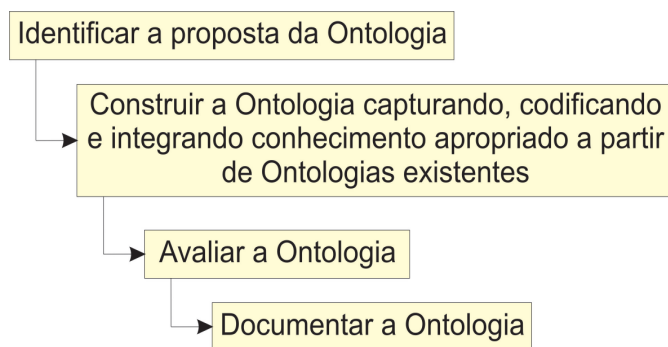 Identificar a proposta da Ontologia
Construir a Ontologia capturando, codificando
e integrando conhecimento apropriado a partir
de Ontologias existentes
Avaliar a Ontologia
Documentar a Ontologia